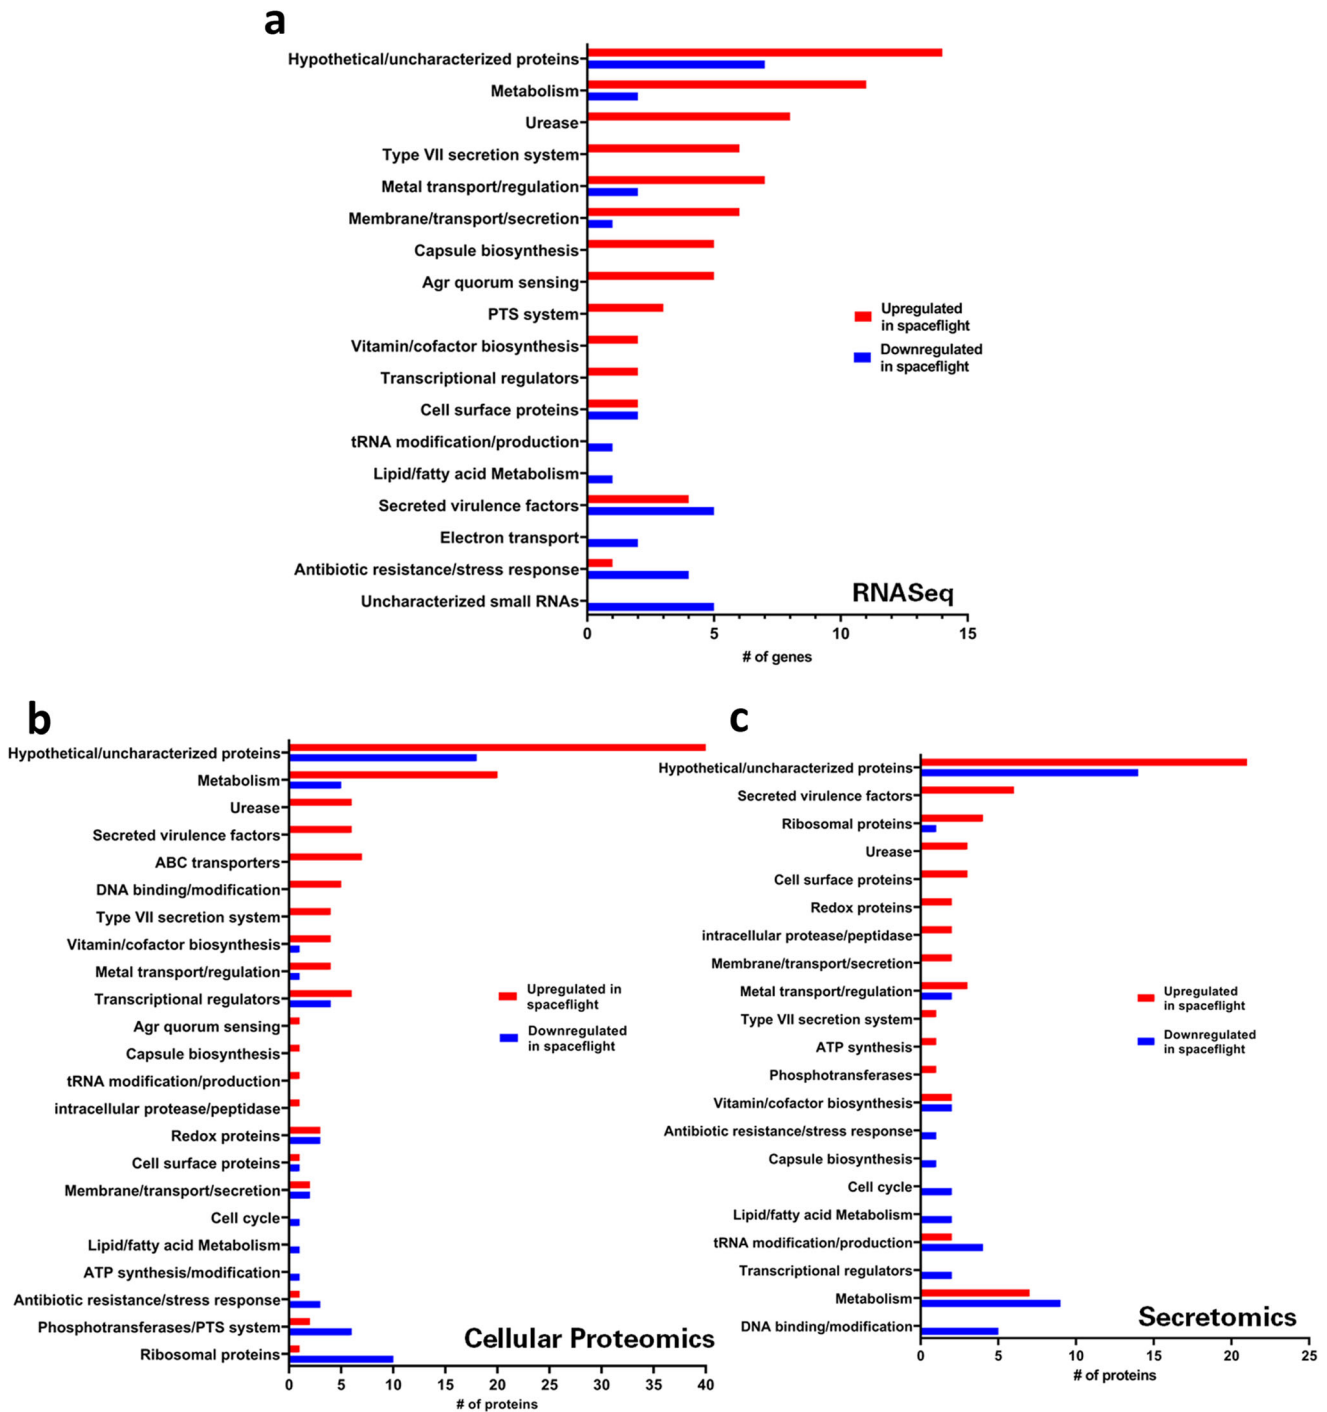 a
Hypothetical/uncharacterized proteins
Metabolism
Urease
Type VII secretion system
Metal transport/regulation
Membrane/transport/secretion
Capsule biosynthesis
Agr quorum sensing
PTS system
Vitamin/cofactor biosynthesis
Transcriptional regulators
Cell surface proteins
tRNA modification/production
Lipid/fatty acid Metabolism
Secreted virulence factors
Electron transport
Antibiotic resistance/stress response
Uncharacterized small RNAs
Upregulated
in spaceflight
Downregulated
in spaceflight
RNASeq
0 5 10 15
# of genes
b
Hypothetical/uncharacterized proteins
Metabolism
Urease
Secreted virulence factors
ABC transporters
DNA binding/modification
Type VII secretion system
Vitamin/cofactor biosynthesis
Metal transport/regulation
Transcriptional regulators
Agr quorum sensing
Capsule biosynthesis
tRNA modification/production
intracellular protease/peptidase
Redox proteins
Cell surface proteins
Membrane/transport/secretion
Cell cycle
Lipid/fatty acid Metabolism
ATP synthesis/modification
Antibiotic resistance/stress response
Phosphotransferases/PTS system
Ribosomal proteins
Upregulated in
spaceflight
Downregulated
in spaceflight
Cellular Proteomics
0 5 10 15 20 25 30 35 40
# of proteins
c
Hypothetical/uncharacterized proteins
Secreted virulence factors
Ribosomal proteins
Urease
Cell surface proteins
Redox proteins
intracellular protease/peptidase
Membrane/transport/secretion
Metal transport/regulation
Type VII secretion system
ATP synthesis
Phosphotransferases
Vitamin/cofactor biosynthesis
Antibiotic resistance/stress response
Capsule biosynthesis
Cell cycle
Lipid/fatty acid Metabolism
tRNA modification/production
Transcriptional regulators
Metabolism
DNA binding/modification
Upregulated
in spaceflight
Downregulated
in spaceflight
Secretomics
0 5 10 15 20 25
# of proteins